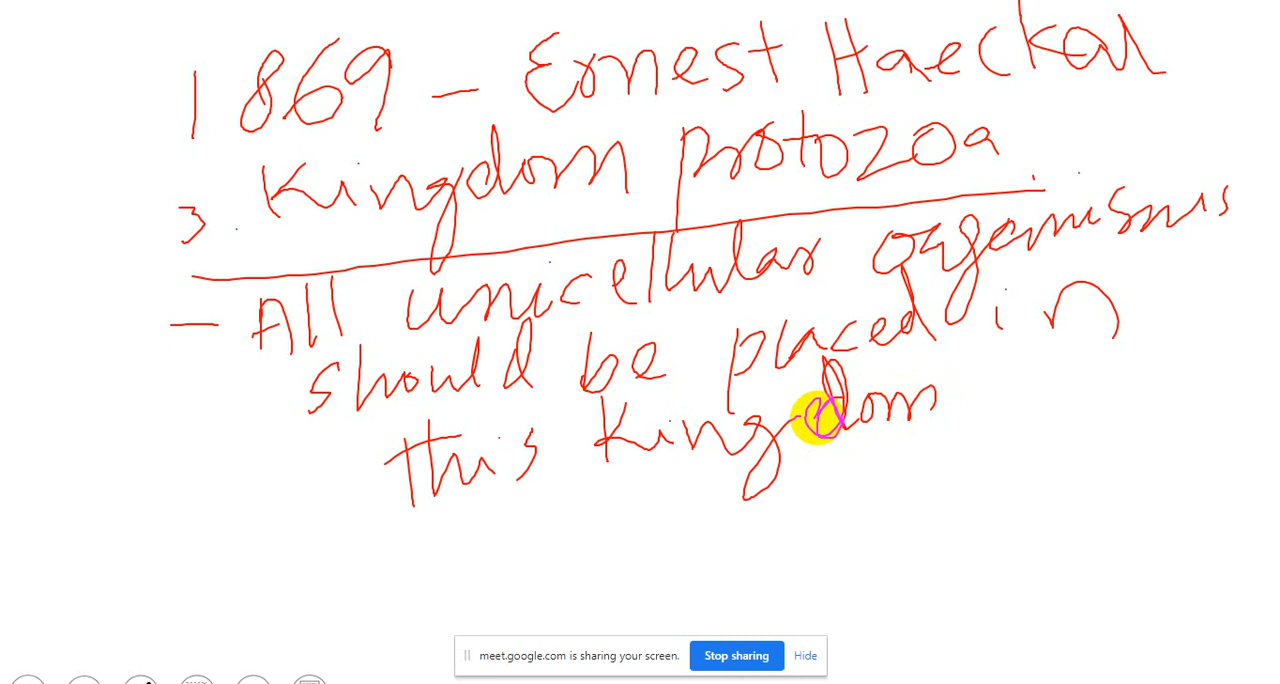 1869 - Ernest Haeckal
3. Kingdom protozoa
- All unicellular organisms
should be placed in
this Kingdom
meet.google.com is sharing your screen. Stop sharing Hide